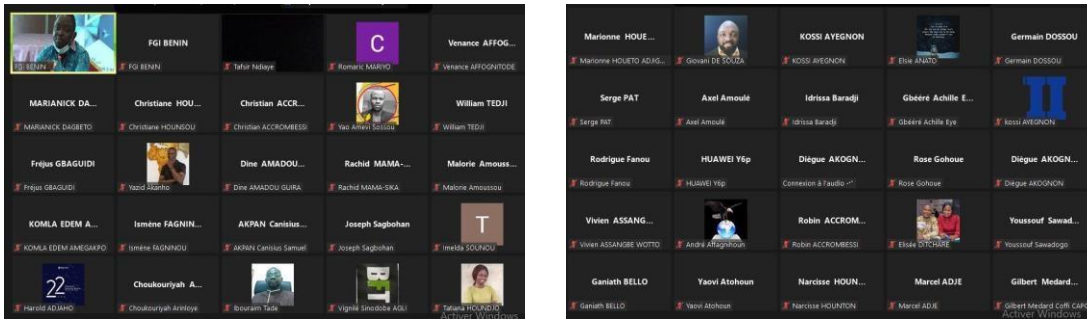 FGI BENIN
C
Venance AFFOG...
FGI BENIN
FGI BENIN
Tafsir Ndiaye
Romaric MARIYO
Venance AFFOGNITODE
MARIANICK DA...
Christiane HOU...
Christian ACCR...
William TEDJI
MARIANICK DAGBETO
Christiane HOUNSOU
Christian ACCROMBESSI
Yao Amevi Sossou
William TEDJI
Fréjus GBAGUIDI
Dine AMADOU...
Rachid MAMA-...
Malorie Amouss...
Fréjus GBAGUIDI
Yazid Akanho
Dine AMADOU GUIRA
Rachid MAMA-SIKA
Malorie Amoussou
KOMLA EDEM A...
Ismène FAGNIN...
AKPAN Canisius...
Joseph Sagbohan
T
KOMLA EDEM AMEGAKPO
Ismène FAGNINOU
AKPAN Canisius Samuel
Joseph Sagbohan
Imelda SOUNOU
22
Choukouriyah A...
BFT
Harold ADJAHO
Choukouriyah Arinloye
Ibouraim Tade
Vignilé Sinodobe AGLI
Tatiana HOUNDJO
Activer Windows
Marionne HOUE...
KOSSI AYEGNON
Germain DOSSOU
Marionne HOUETO ADJIG...
Giovani DE SOUZA
KOSSI AYEGNON
Elsie ANATO
Germain DOSSOU
Serge PAT
Axel Amoulé
Idrissa Baradji
Gbééré Achille E...
Serge PAT
Axel Amoulé
Idrissa Baradji
Gbééré Achille Eye
kossi AYEGNON
Rodrigue Fanou
HUAWEI Y6p
Diègue AKOGN...
Rose Gohoue
Diègue AKOGN...
Rodrigue Fanou
HUAWEI Y6p
Connexion à l'audio
Rose Gohoue
Diègue AKOGNON
Vivien ASSANG...
Robin ACCROM...
Youssouf Sawad...
Vivien ASSANGBE WOTTO
André Affagnihoun
Robin ACCROMBESSI
Elisée DITCHARE
Youssouf Sawadogo
Ganiath BELLO
Yaovi Atohoun
Narcisse HOUN...
Marcel ADJE
Gilbert Medard...
Ganiath BELLO
Yaovi Atohoun
Narcisse HOUNTON
Marcel ADJE
Gilbert Medard Coffi CAPO
Activer Windows